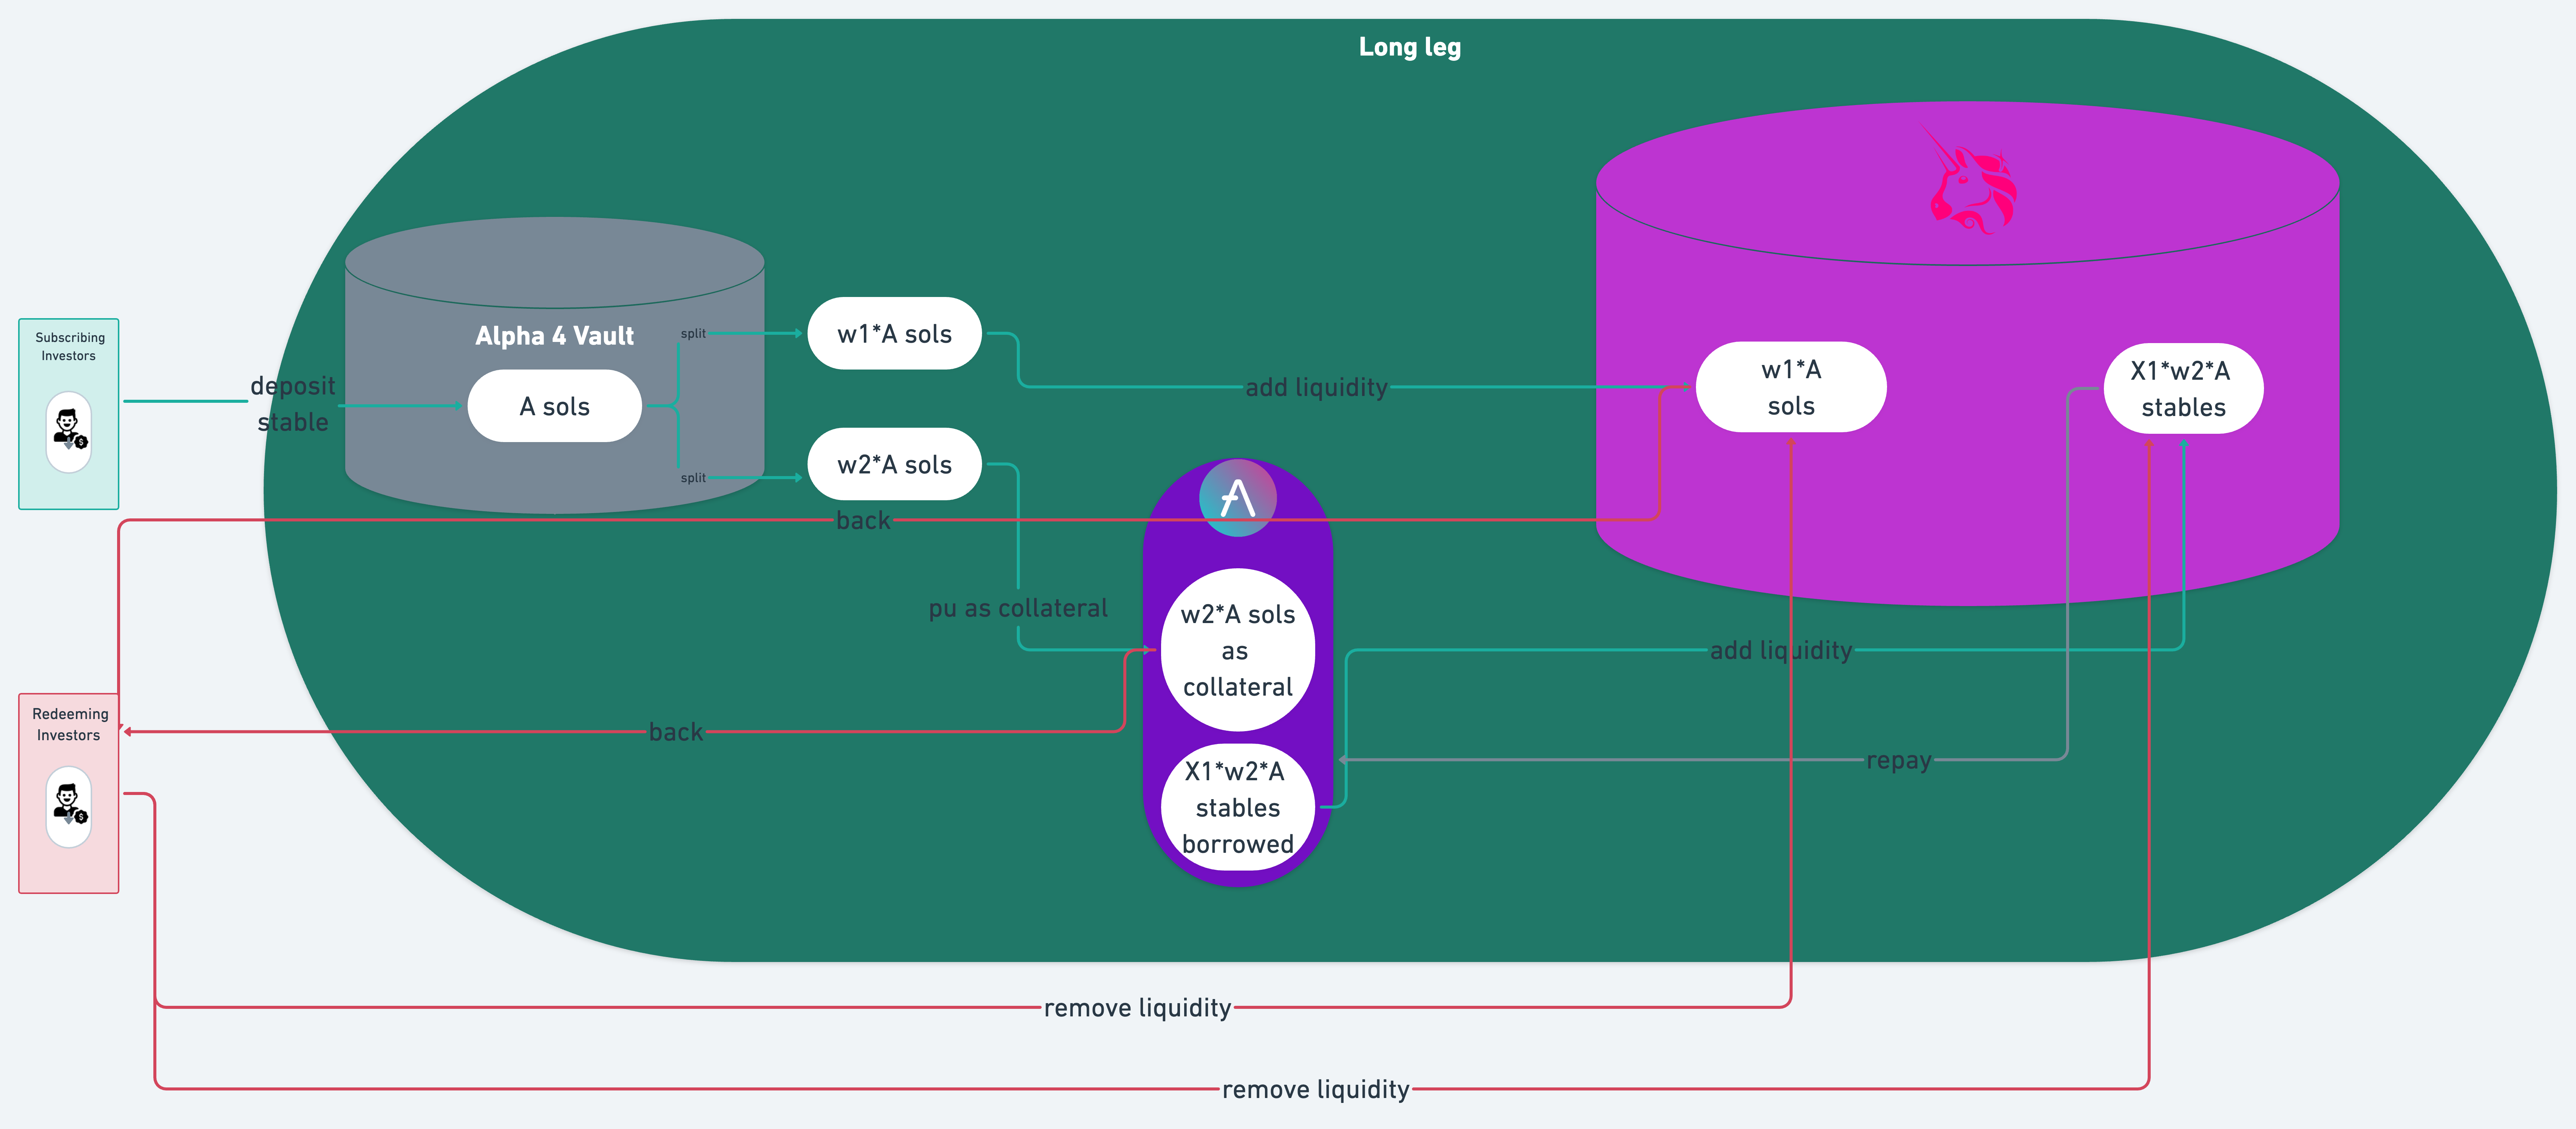 Long leg
Subscribing
Investors
deposit
stable
Alpha 4 Vault
A sols
split
split
w1*A sols
w2*A sols
add liquidity
w1*A
sols
X1*w2*A
stables
back
pu as collateral
w2*A sols
as
collateral
add liquidity
Redeeming
Investors
back
repay
X1*w2*A
stables
borrowed
remove liquidity
remove liquidity